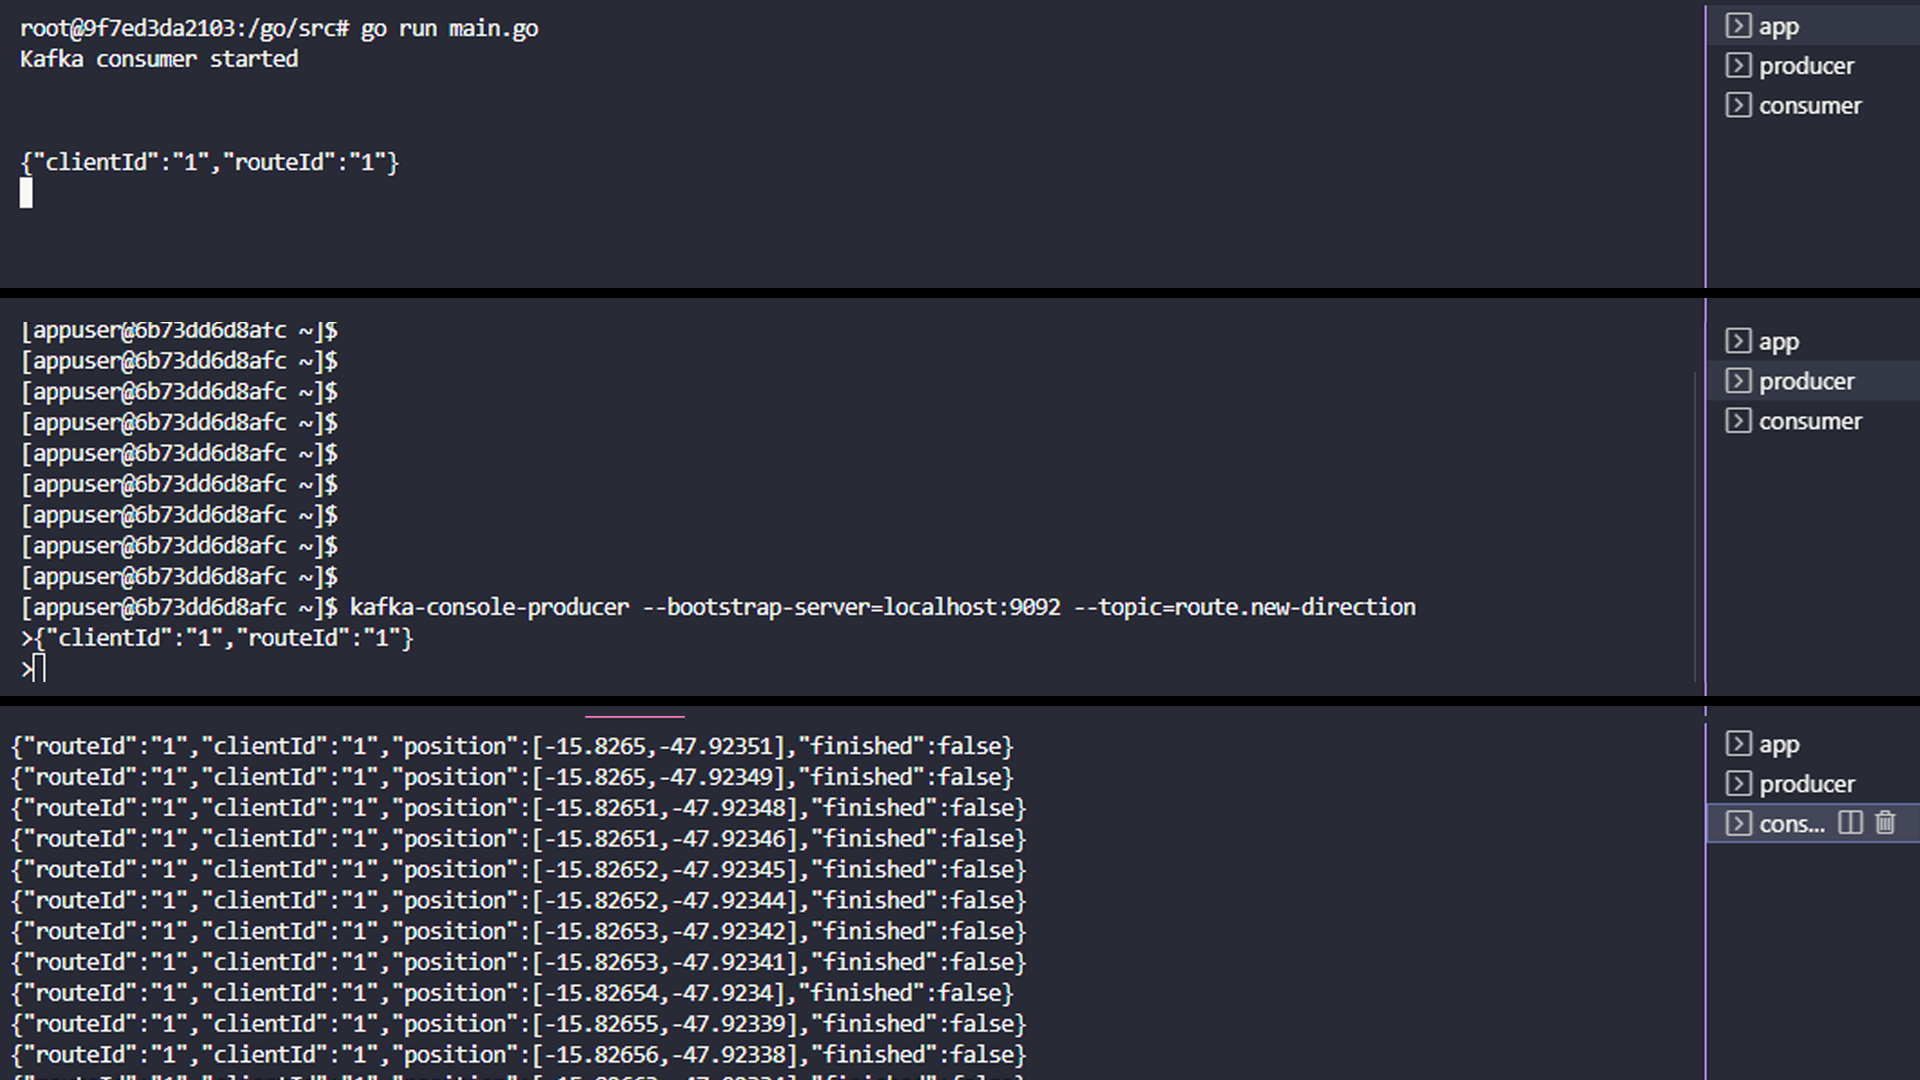 root@9f7ed3da2103:/go/src# go run main.go
Kafka consumer started
{"clientId":"1","routeId":"1"}
app
producer
consumer
[appuser@6b73dd6d8afc ~]$
[appuser@6b73dd6d8afc ~]$
[appuser@6b73dd6d8afc ~]$
[appuser@6b73dd6d8afc ~]$
[appuser@6b73dd6d8afc ~]$
[appuser@6b73dd6d8afc ~]$
[appuser@6b73dd6d8afc ~]$
[appuser@6b73dd6d8afc ~]$
[appuser@6b73dd6d8afc ~]$
[appuser@6b73dd6d8afc ~]$ kafka-console-producer --bootstrap-server=localhost:9092 --topic=route.new-direction
>{"clientId":"1","routeId":"1"}
>
app
producer
consumer
{"routeId":"1","clientId":"1","position":[-15.8265,-47.92351],"finished":false}
{"routeId":"1","clientId":"1","position":[-15.8265,-47.92349],"finished":false}
{"routeId":"1","clientId":"1","position":[-15.82651,-47.92348],"finished":false}
{"routeId":"1","clientId":"1","position":[-15.82651,-47.92346],"finished":false}
{"routeId":"1","clientId":"1","position":[-15.82652,-47.92345],"finished":false}
{"routeId":"1","clientId":"1","position":[-15.82652,-47.92344],"finished":false}
{"routeId":"1","clientId":"1","position":[-15.82653,-47.92342],"finished":false}
{"routeId":"1","clientId":"1","position":[-15.82653,-47.92341],"finished":false}
{"routeId":"1","clientId":"1","position":[-15.82654,-47.9234],"finished":false}
{"routeId":"1","clientId":"1","position":[-15.82655,-47.92339],"finished":false}
{"routeId":"1","clientId":"1","position":[-15.82656,-47.92338],"finished":false}
app
producer
cons...